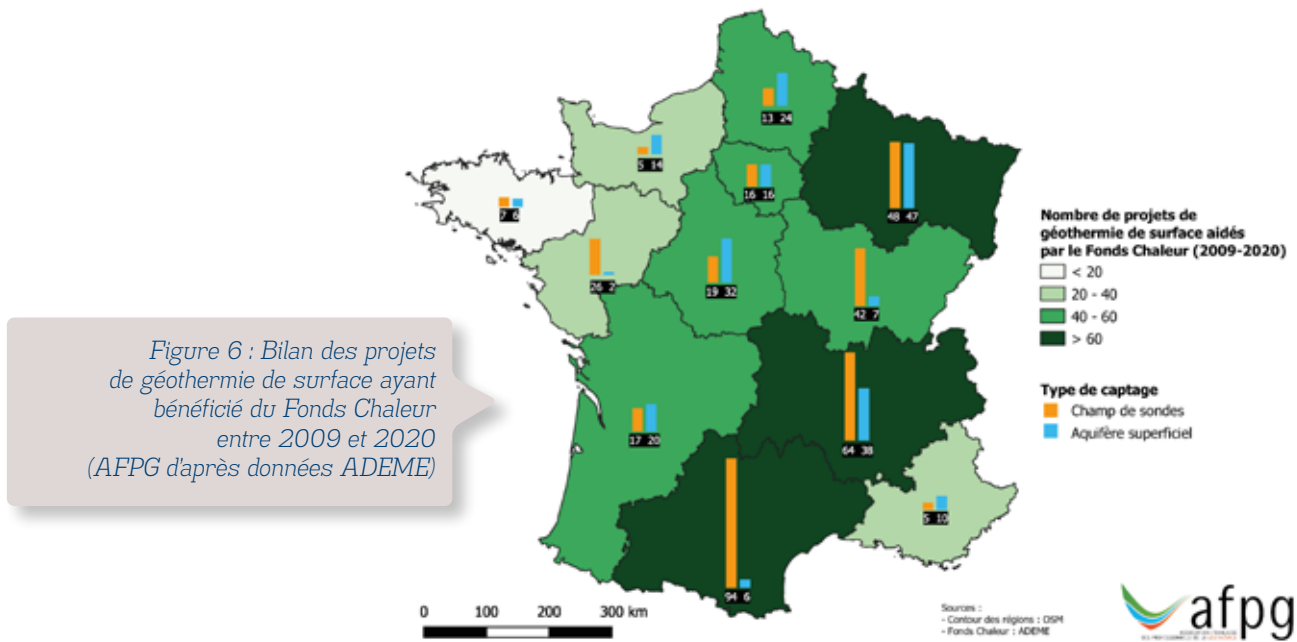 13 24
5 14
16 16
48 47
7 6
26 2
19 32
42 7
17 20
64 38
94 6
5 10
Nombre de projets de
géothermie de surface aidés
par le Fonds Chaleur (2009-2020)
< 20
20 - 40
40 - 60
> 60
Type de captage
Champ de sondes
Aquifère superficiel
Figure 6 : Bilan des projets
de géothermie de surface ayant
bénéficié du Fonds Chaleur
entre 2009 et 2020
(AFPG d'après données ADEME)
0 100 200 300 km
Sources :
- Contour des régions : OSM
- Fonds Chaleur : ADEME
afpg